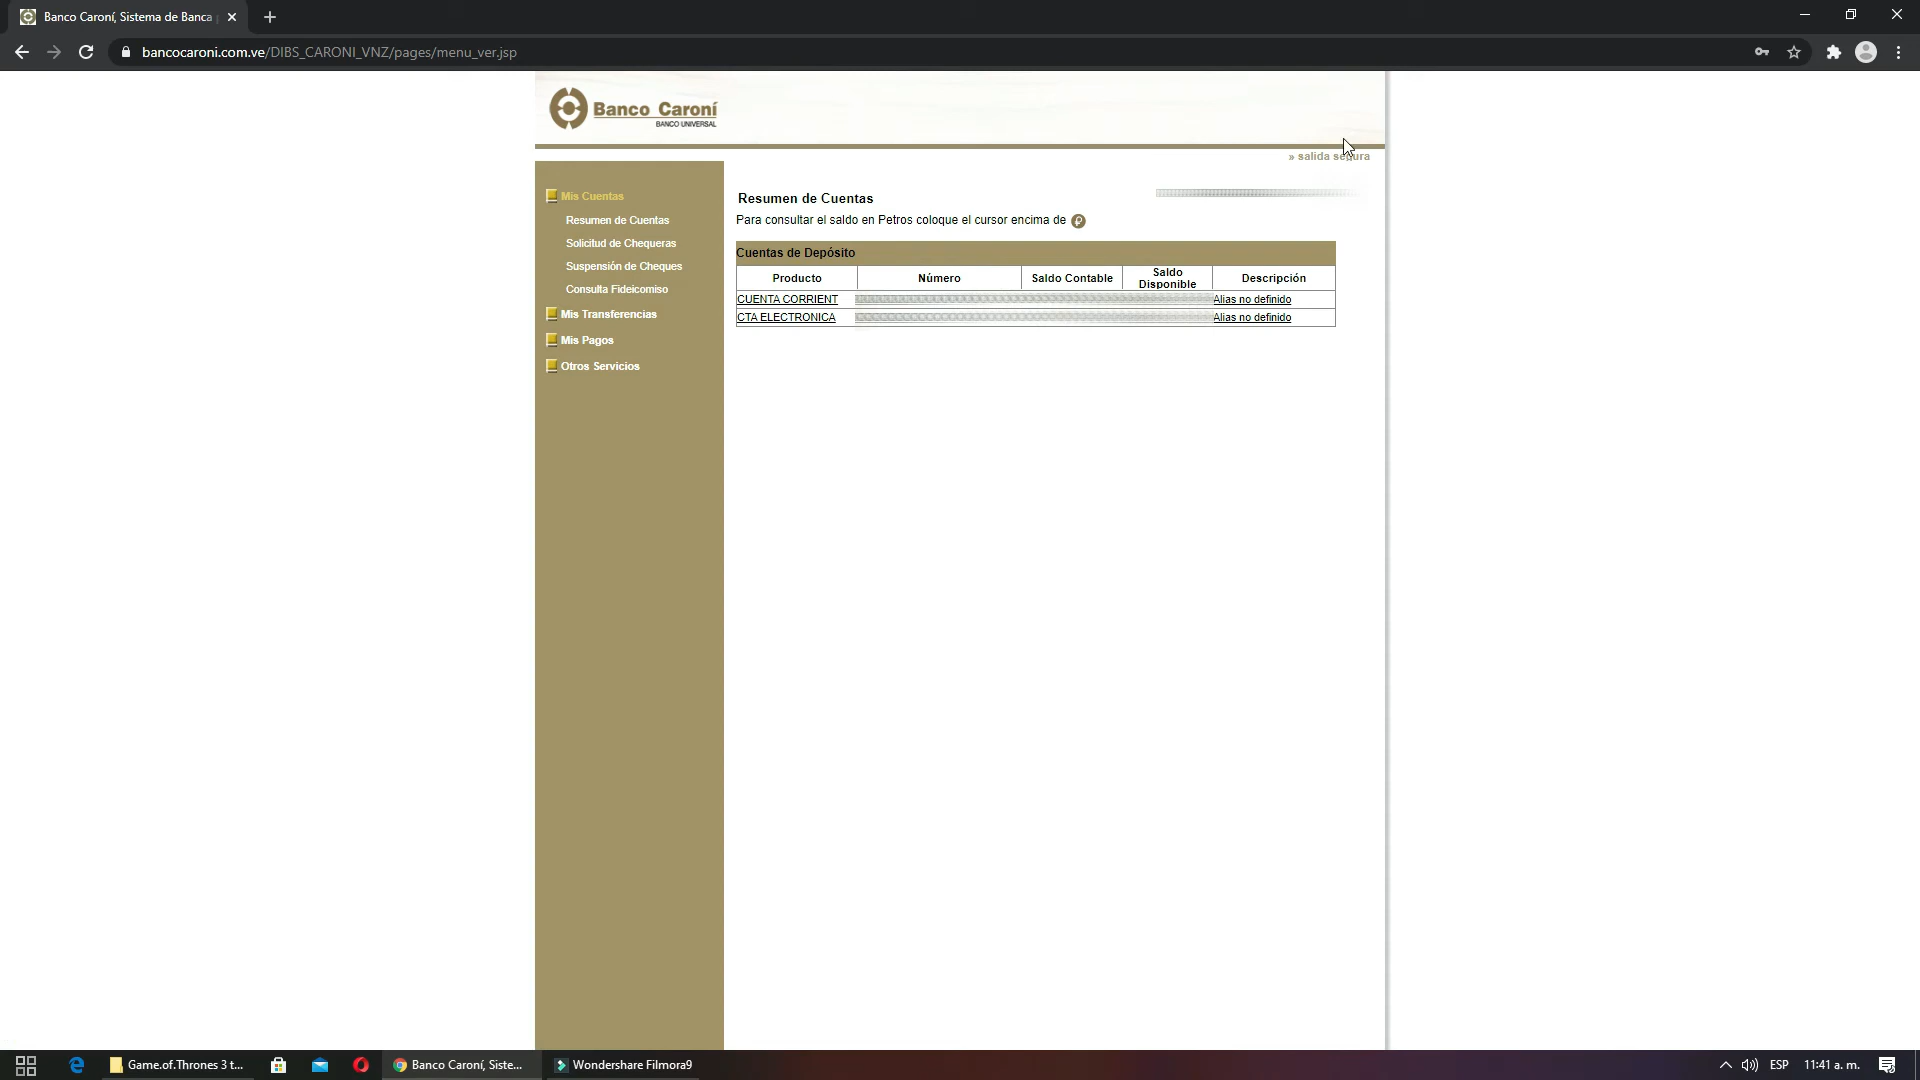 Banco Caroní, Sistema de Banca
bancocaroni.com.ve/DIBS_CARONI_VNZ/pages/menu_ver.jsp
Banco Caroní
BANCO UNIVERSAL
» salida segura
Mis Cuentas
Resumen de Cuentas
Solicitud de Chequeras
Suspensión de Cheques
Consulta Fideicomiso
Mis Transferencias
Mis Pagos
Otros Servicios
Resumen de Cuentas
Para consultar el saldo en Petros coloque el cursor encima de
Cuentas de Depósito
Producto Número Saldo Contable Saldo Disponible Descripción
CUENTA CORRIENT Alias no definido
CTA ELECTRONICA Alias no definido
Game.of.Thrones 3 t... Banco Caroní, Siste... Wondershare Filmora9 ESP 11:41 a. m.